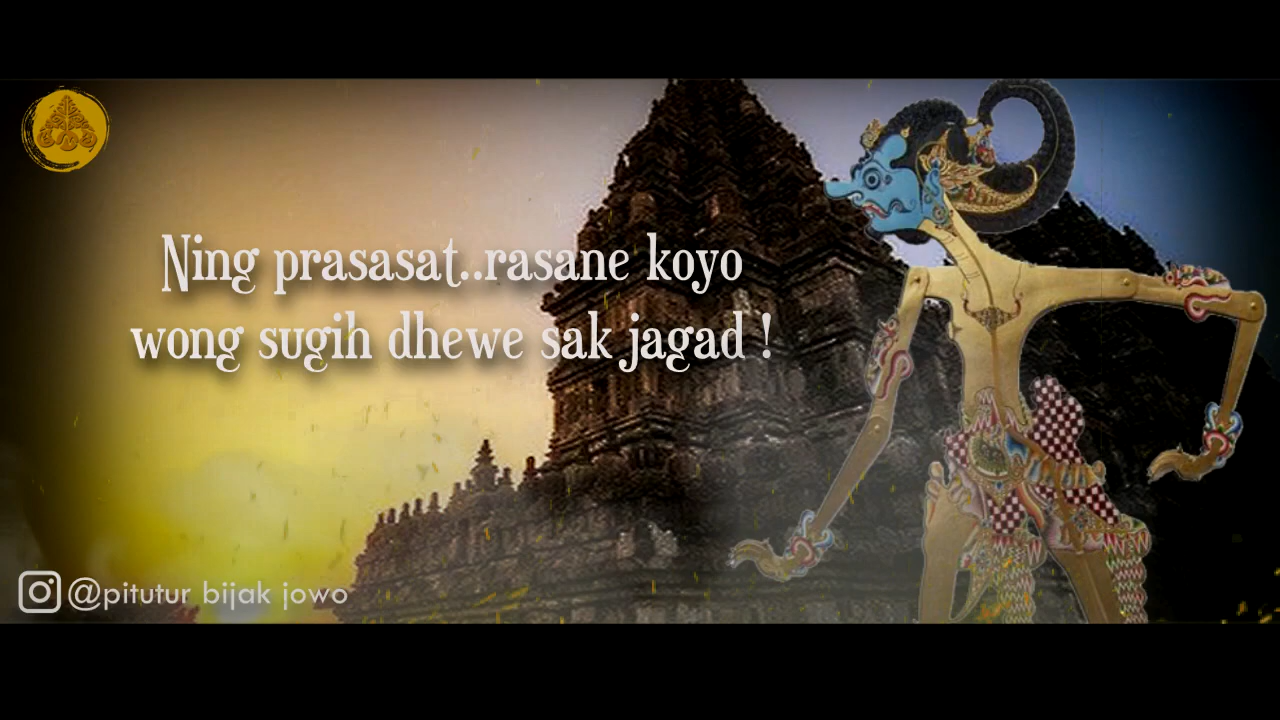 Ning prasasat..rasane koyo
wong sugih dhewe sak jagad !
@pitutur bijak jowo